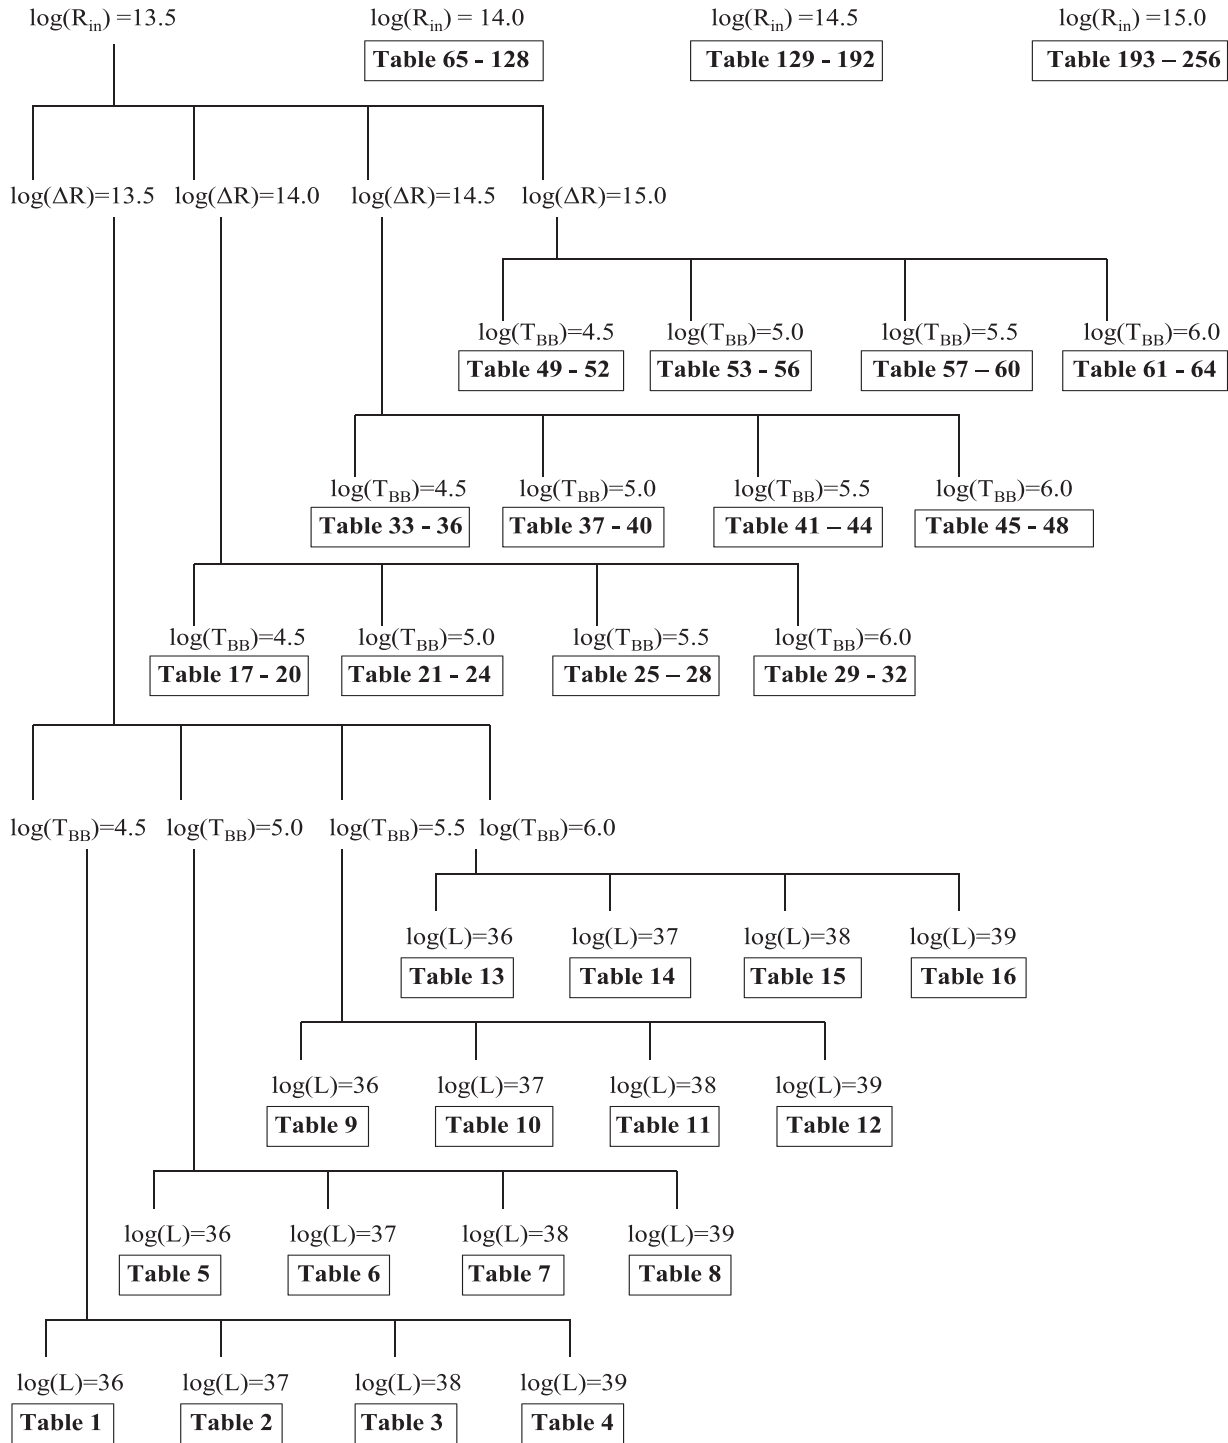 log(R_in) =13.5 log(R_in) = 14.0 log(R_in) =14.5 log(R_in) =15.0
Table 65 - 128 Table 129 - 192 Table 193 – 256
log(ΔR)=13.5 log(ΔR)=14.0 log(ΔR)=14.5 log(ΔR)=15.0
log(T_BB)=4.5 log(T_BB)=5.0 log(T_BB)=5.5 log(T_BB)=6.0
Table 49 - 52 Table 53 - 56 Table 57 – 60 Table 61 - 64
log(T_BB)=4.5 log(T_BB)=5.0 log(T_BB)=5.5 log(T_BB)=6.0
Table 33 - 36 Table 37 - 40 Table 41 – 44 Table 45 - 48
log(T_BB)=4.5 log(T_BB)=5.0 log(T_BB)=5.5 log(T_BB)=6.0
Table 17 - 20 Table 21 - 24 Table 25 – 28 Table 29 - 32
log(T_BB)=4.5 log(T_BB)=5.0 log(T_BB)=5.5 log(T_BB)=6.0
log(L)=36 log(L)=37 log(L)=38 log(L)=39
Table 13 Table 14 Table 15 Table 16
log(L)=36 log(L)=37 log(L)=38 log(L)=39
Table 9 Table 10 Table 11 Table 12
log(L)=36 log(L)=37 log(L)=38 log(L)=39
Table 5 Table 6 Table 7 Table 8
log(L)=36 log(L)=37 log(L)=38 log(L)=39
Table 1 Table 2 Table 3 Table 4